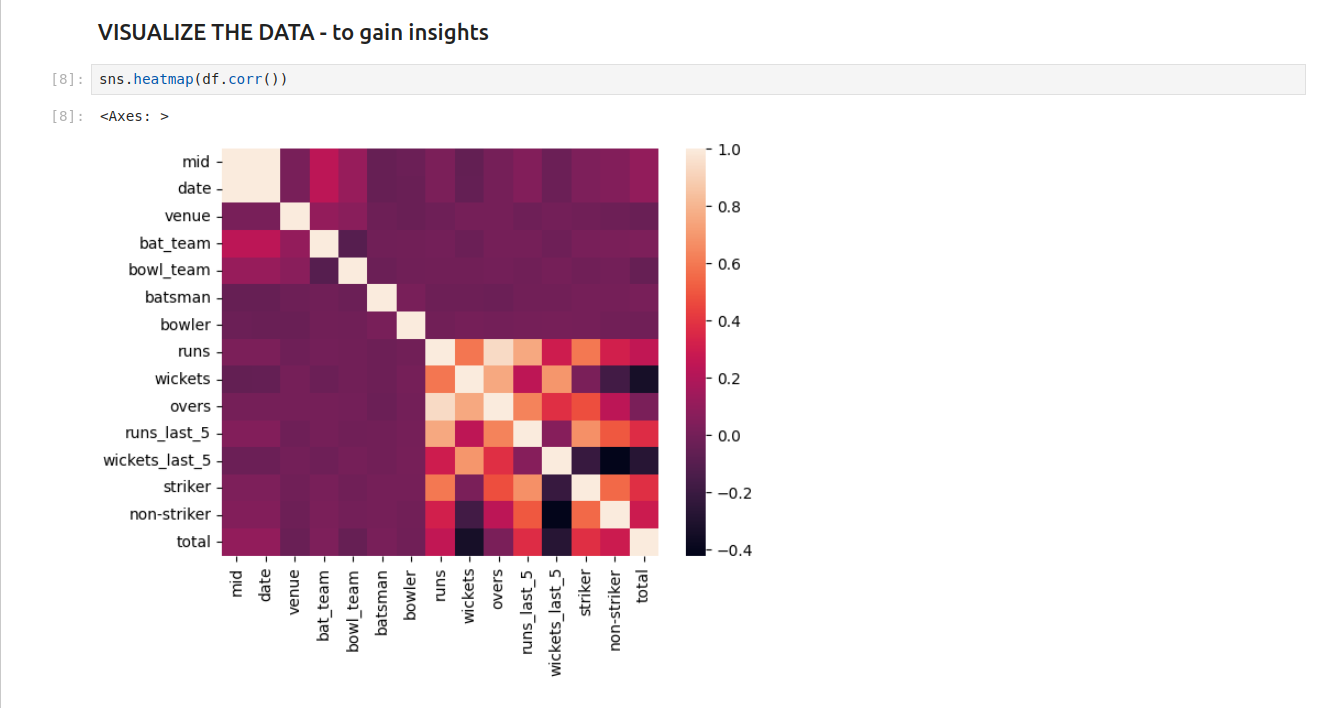 VISUALIZE THE DATA - to gain insights
[8]: sns.heatmap(df.corr())
[8]: <Axes: >
mid
date
venue
bat_team
bowl_team
batsman
bowler
runs
wickets
overs
runs_last_5
wickets_last_5
striker
non-striker
total
mid
date
venue
bat_team
bowl_team
batsman
bowler
runs
wickets
overs
runs_last_5
wickets_last_5
striker
non-striker
total
1.0
0.8
0.6
0.4
0.2
0.0
−0.2
−0.4